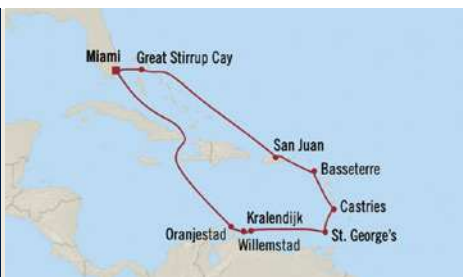 Miami
Great Stirrup Cay
San Juan
Basseterre
Castries
Kralendijk
Oranjestad
Willemstad
St. George's